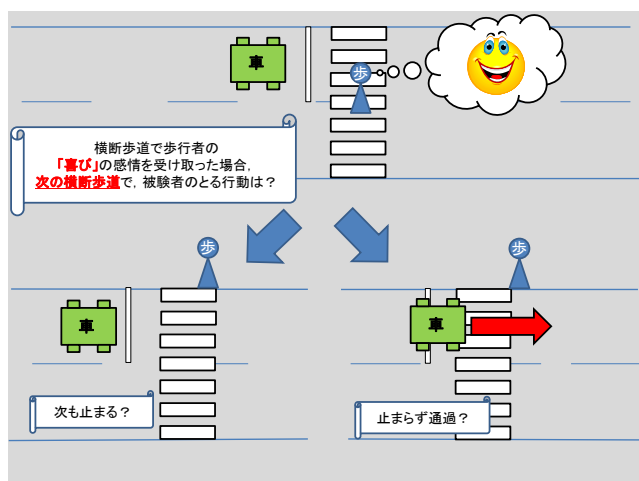 車
歩
横断歩道で歩行者の
「喜び」の感情を受け取った場合,
次の横断歩道で,被験者のとる行動は?
歩
歩
車
車
次も止まる?
止まらず通過?